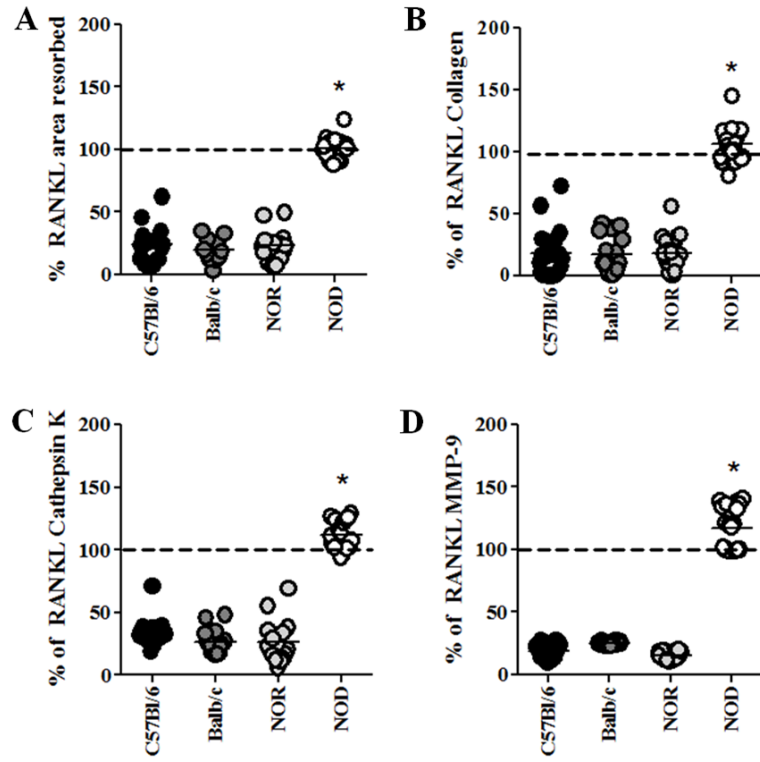 A
% RANKL area resorbed
200
150
100
50
0
*
C57Bl/6
Balb/c
NOR
NOD
B
% of RANKL Collagen
200
150
100
50
0
*
C57Bl/6
Balb/c
NOR
NOD
C
% of RANKL Cathepsin K
200
150
100
50
0
*
C57Bl/6
Balb/c
NOR
NOD
D
% of RANKL MMP-9
200
150
100
50
0
*
C57Bl/6
Balb/c
NOR
NOD